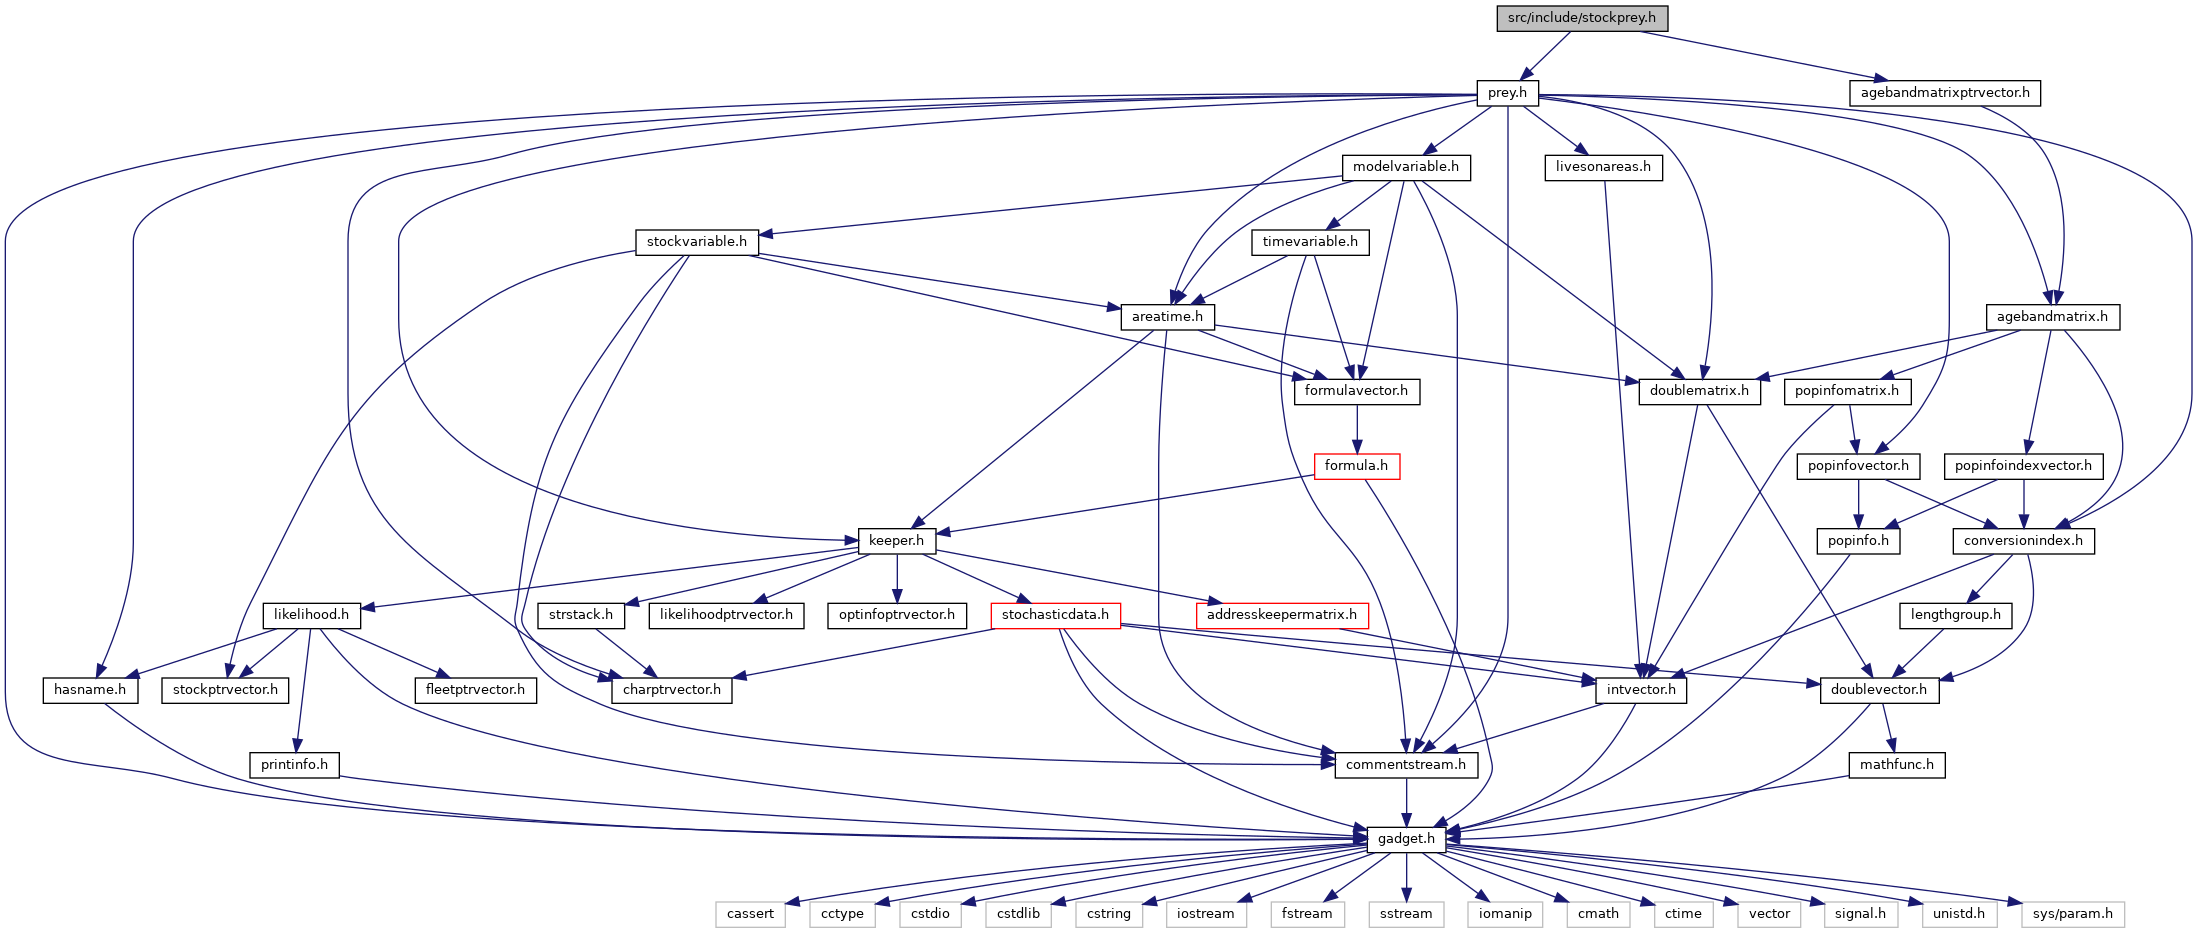 src/include/stockprey.h
prey.h
agebandmatrixptrvector.h
modelvariable.h
livesonareas.h
stockvariable.h
timevariable.h
areatime.h
agebandmatrix.h
formulavector.h
doublematrix.h
popinfomatrix.h
formula.h
popinfovector.h
popinfoindexvector.h
keeper.h
popinfo.h
conversionindex.h
likelihood.h
strstack.h
likelihoodptrvector.h
optinfoptrvector.h
stochasticdata.h
addresskeepermatrix.h
lengthgroup.h
hasname.h
stockptrvector.h
fleetptrvector.h
charptrvector.h
intvector.h
doublevector.h
printinfo.h
commentstream.h
mathfunc.h
gadget.h
cassert
cctype
cstdio
cstdlib
cstring
iostream
fstream
sstream
iomanip
cmath
ctime
vector
signal.h
unistd.h
sys/param.h